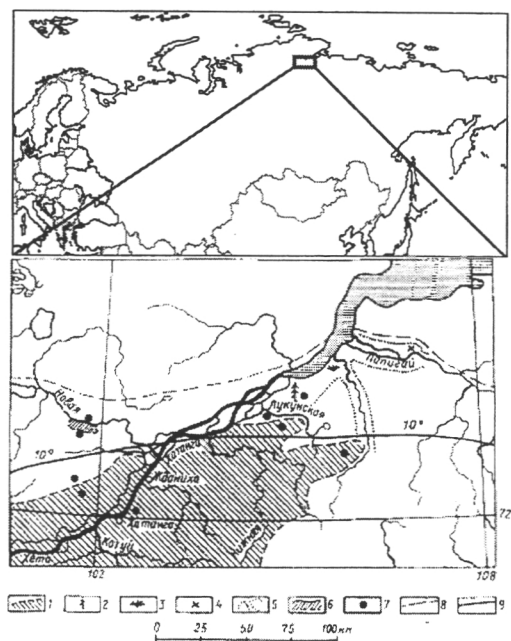 Попигай
Новая
Лукунская
10°
10°
Хатанга
Жданиха
72
Хатанга
Нижняя
Хета
Котуй
102
108
1 2 3 4 5 6 7 8 9
0 25 50 75 100 км